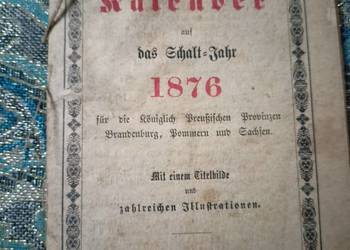 Kalender
auf
das Schalt-Jahr
1876
für die Königlich Preußischen Provinzen
Brandenburg, Pommern und Sachsen.
Mit einem Titelbilde
und
zahlreichen Illustrationen.